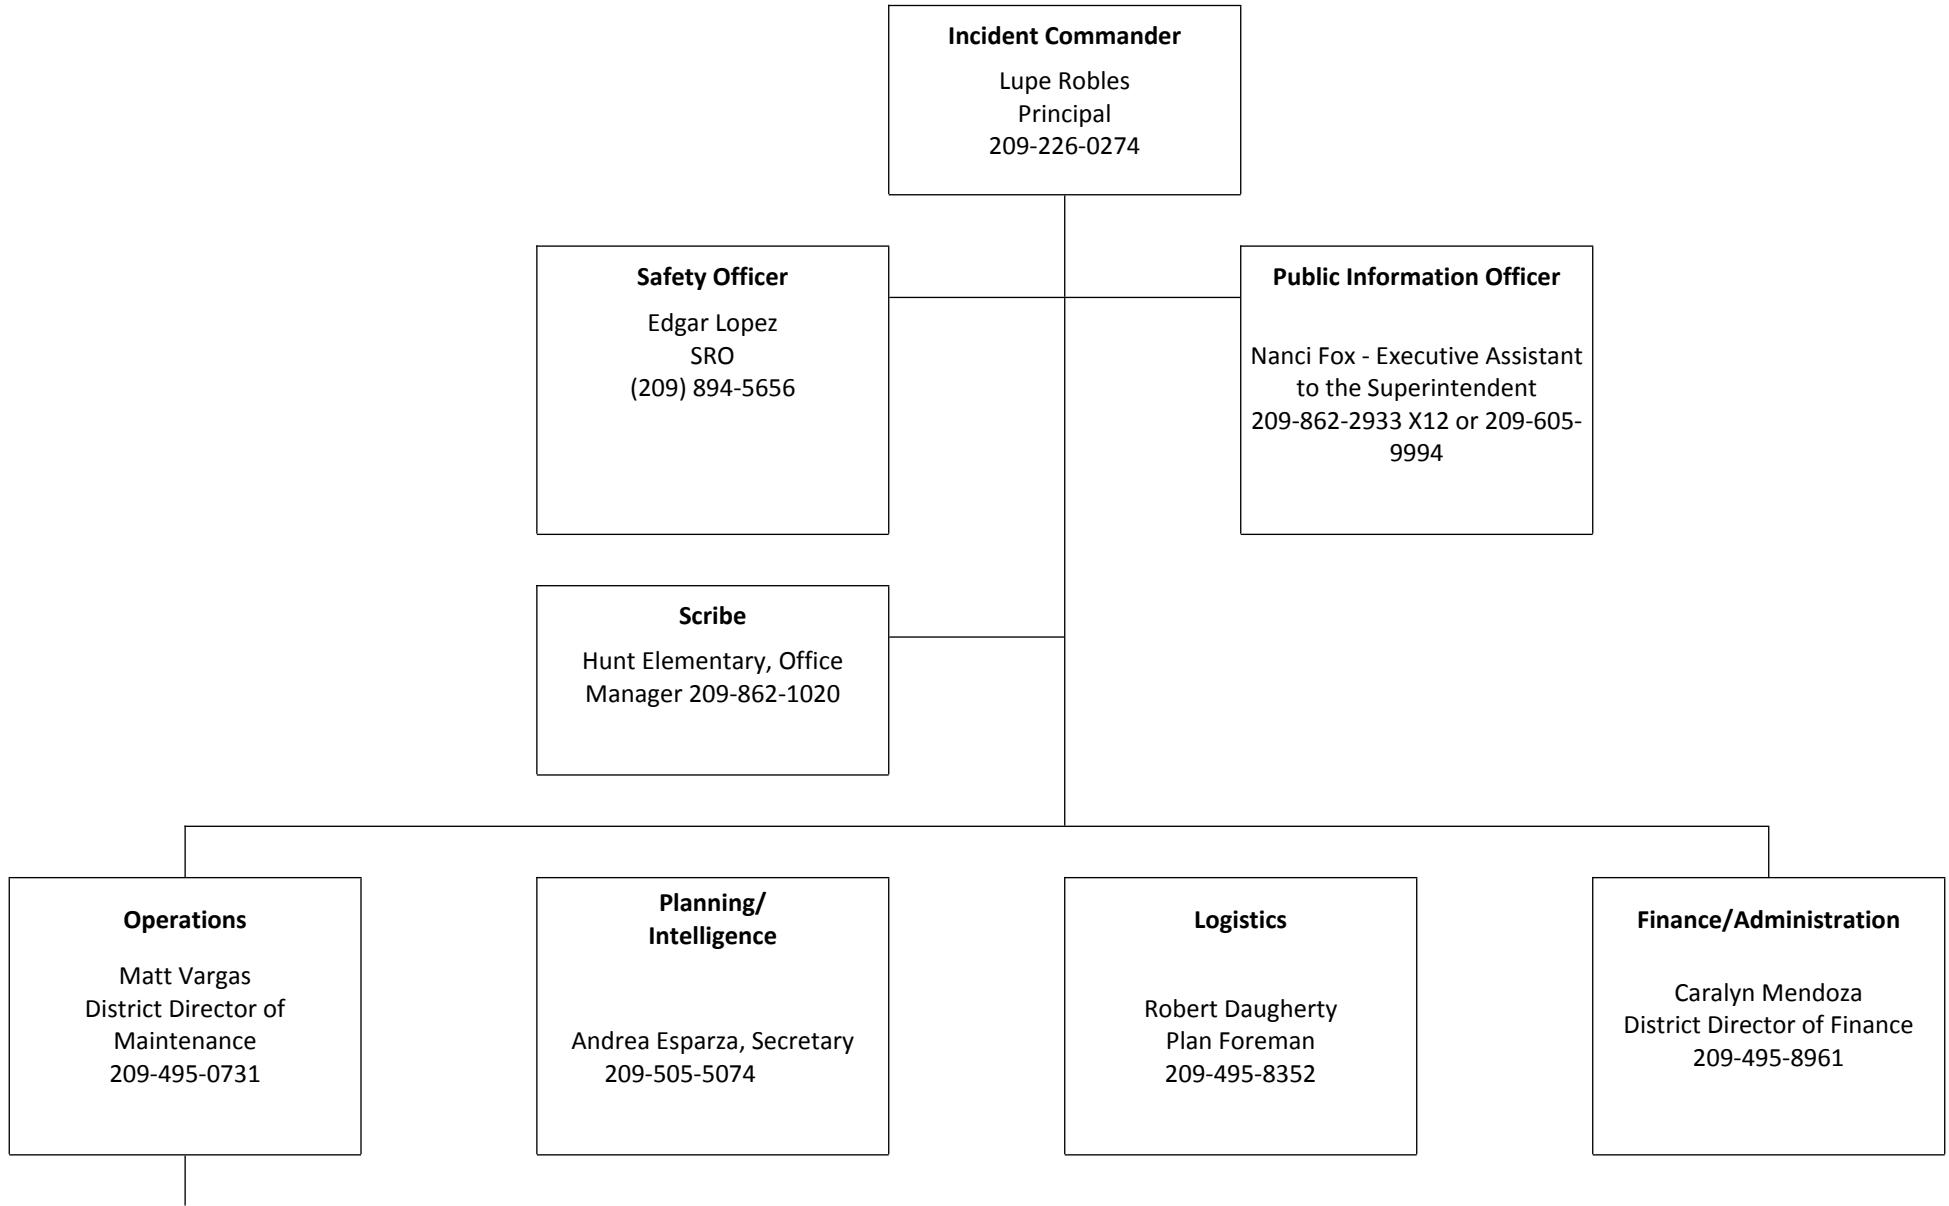 Incident Commander
Lupe Robles
Principal
209-226-0274
Safety Officer
Edgar Lopez
SRO
(209) 894-5656
Public Information Officer
Nanci Fox - Executive Assistant
to the Superintendent
209-862-2933 X12 or 209-605-
9994
Scribe
Hunt Elementary, Office
Manager 209-862-1020
Operations
Matt Vargas
District Director of
Maintenance
209-495-0731
Planning/
Intelligence
Andrea Esparza, Secretary
209-505-5074
Logistics
Robert Daugherty
Plan Foreman
209-495-8352
Finance/Administration
Caralyn Mendoza
District Director of Finance
209-495-8961